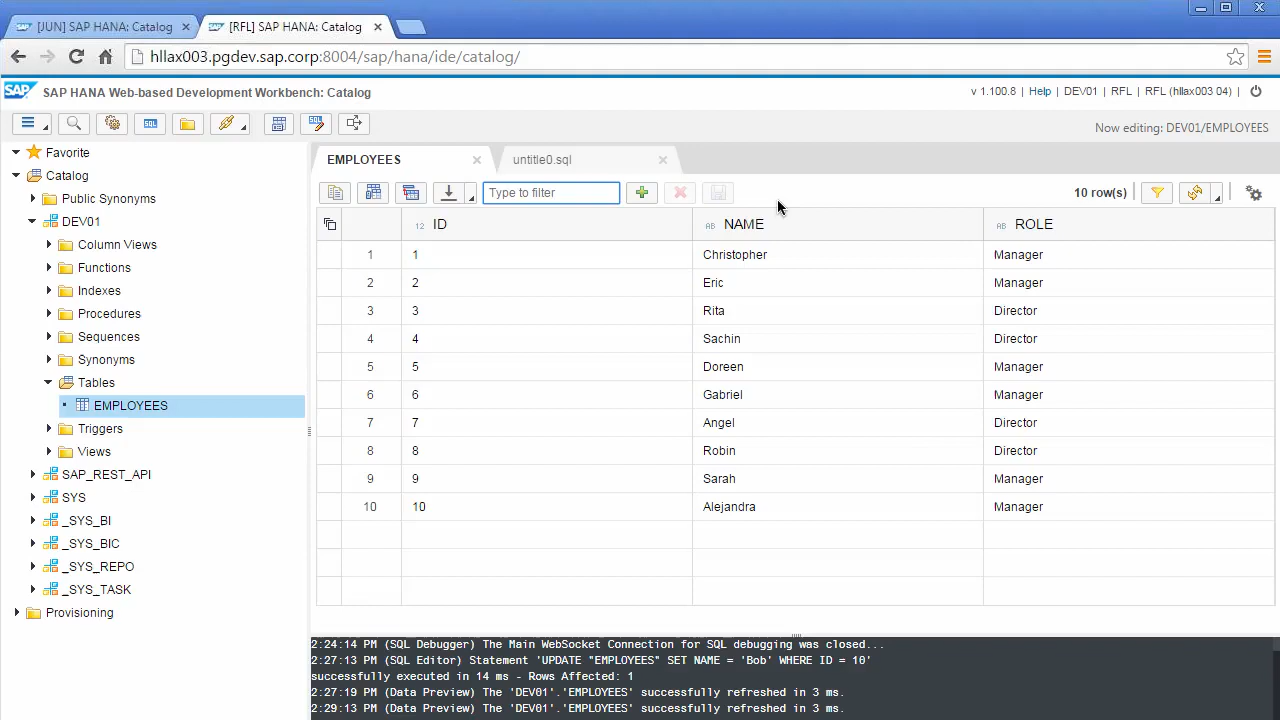 [JUN] SAP HANA: Catalog
[RFL] SAP HANA: Catalog
hllax003.pgdev.sap.corp:8004/sap/hana/ide/catalog/
SAP SAP HANA Web-based Development Workbench: Catalog
v 1.100.8 | Help | DEV01 | RFL | RFL (hllax003 04) |
SQL
SQL
Now editing: DEV01/EMPLOYEES
Favorite
Catalog
Public Synonyms
DEV01
Column Views
Functions
Indexes
Procedures
Sequences
Synonyms
Tables
EMPLOYEES
Triggers
Views
SAP_REST_API
SYS
_SYS_BI
_SYS_BIC
_SYS_REPO
_SYS_TASK
Provisioning
EMPLOYEES
untitle0.sql
Type to filter
10 row(s)
12 ID AB NAME AB ROLE
1 1 Christopher Manager
2 2 Eric Manager
3 3 Rita Director
4 4 Sachin Director
5 5 Doreen Manager
6 6 Gabriel Manager
7 7 Angel Director
8 8 Robin Director
9 9 Sarah Manager
10 10 Alejandra Manager
2:24:14 PM (SQL Debugger) The Main WebSocket Connection for SQL debugging was closed...
2:27:13 PM (SQL Editor) Statement 'UPDATE "EMPLOYEES" SET NAME = 'Bob' WHERE ID = 10'
successfully executed in 14 ms - Rows Affected: 1
2:27:19 PM (Data Preview) The 'DEV01'.'EMPLOYEES' successfully refreshed in 3 ms.
2:29:13 PM (Data Preview) The 'DEV01'.'EMPLOYEES' successfully refreshed in 3 ms.